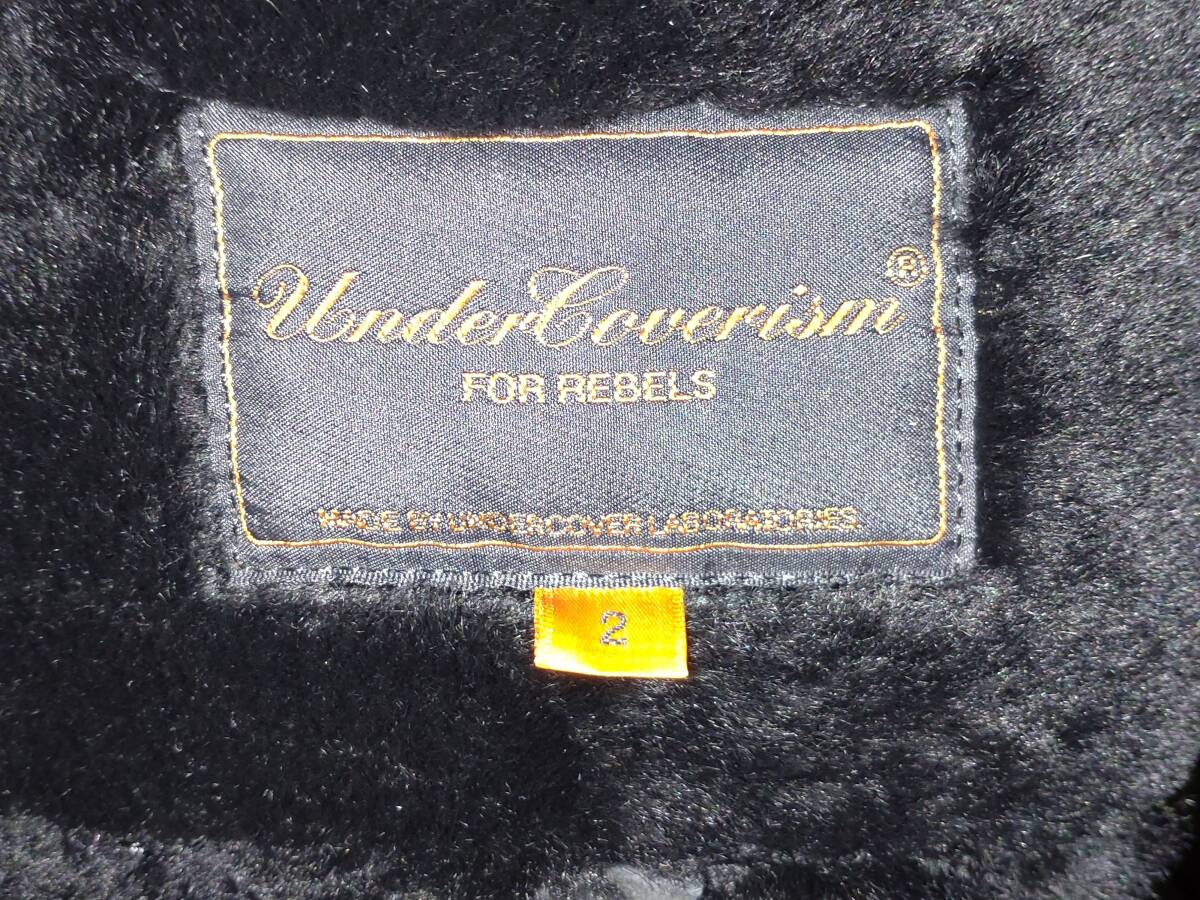 UnderCoverism®
FOR REBELS
MADE BY UNDERCOVER LABORATORIES.
2